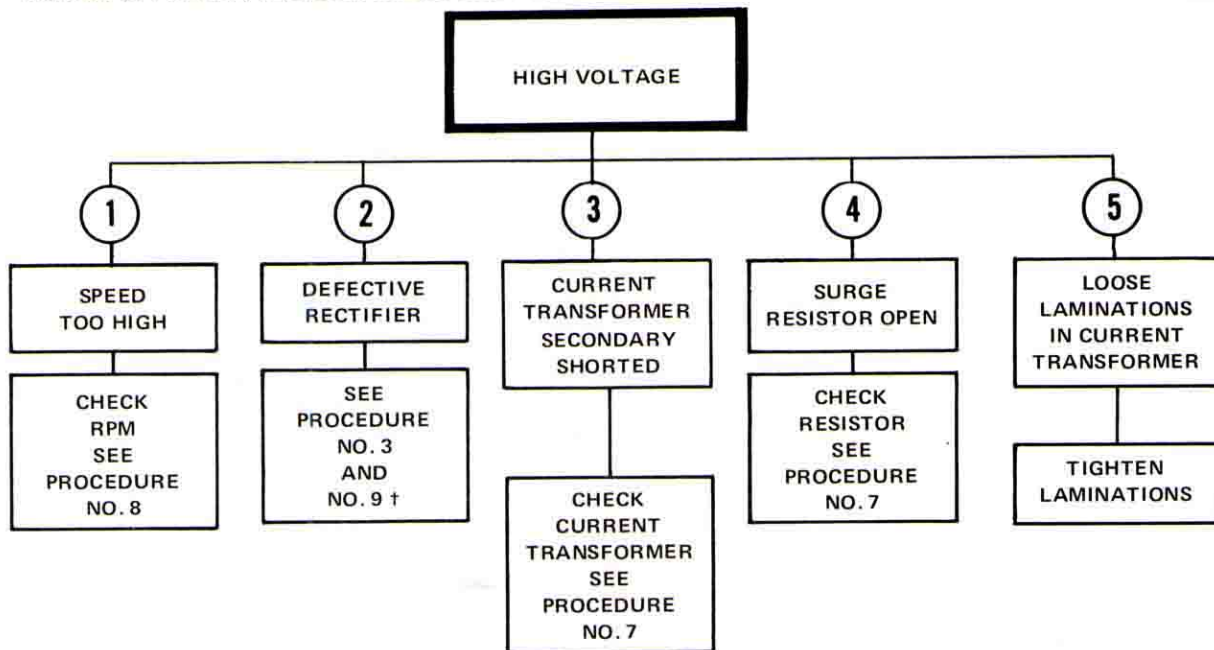 HIGH VOLTAGE
1
SPEED
TOO HIGH
CHECK
RPM
SEE
PROCEDURE
NO. 8
2
DEFECTIVE
RECTIFIER
SEE
PROCEDURE
NO. 3
AND
NO. 9 †
3
CURRENT
TRANSFORMER
SECONDARY
SHORTED
CHECK
CURRENT
TRANSFORMER
SEE
PROCEDURE
NO. 7
4
SURGE
RESISTOR OPEN
CHECK
RESISTOR
SEE
PROCEDURE
NO. 7
5
LOOSE
LAMINATIONS
IN CURRENT
TRANSFORMER
TIGHTEN
LAMINATIONS